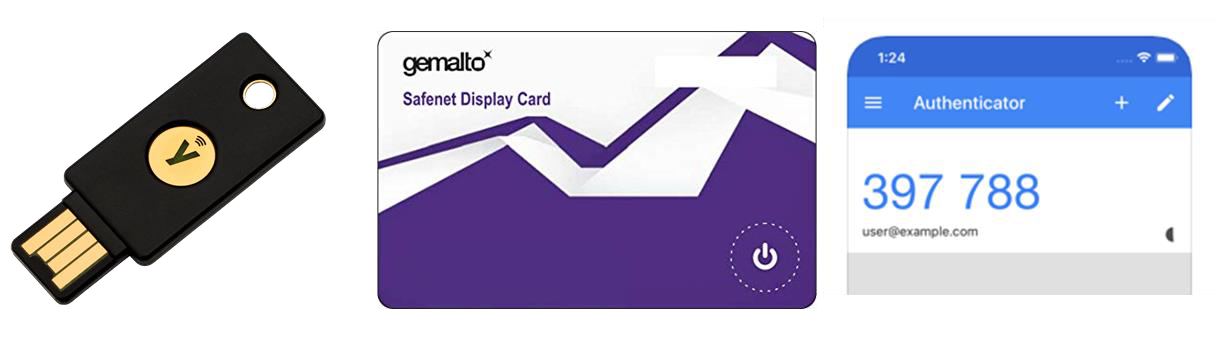 Y
gemalto
Safenet Display Card
1:24
Authenticator
397 788
user@example.com